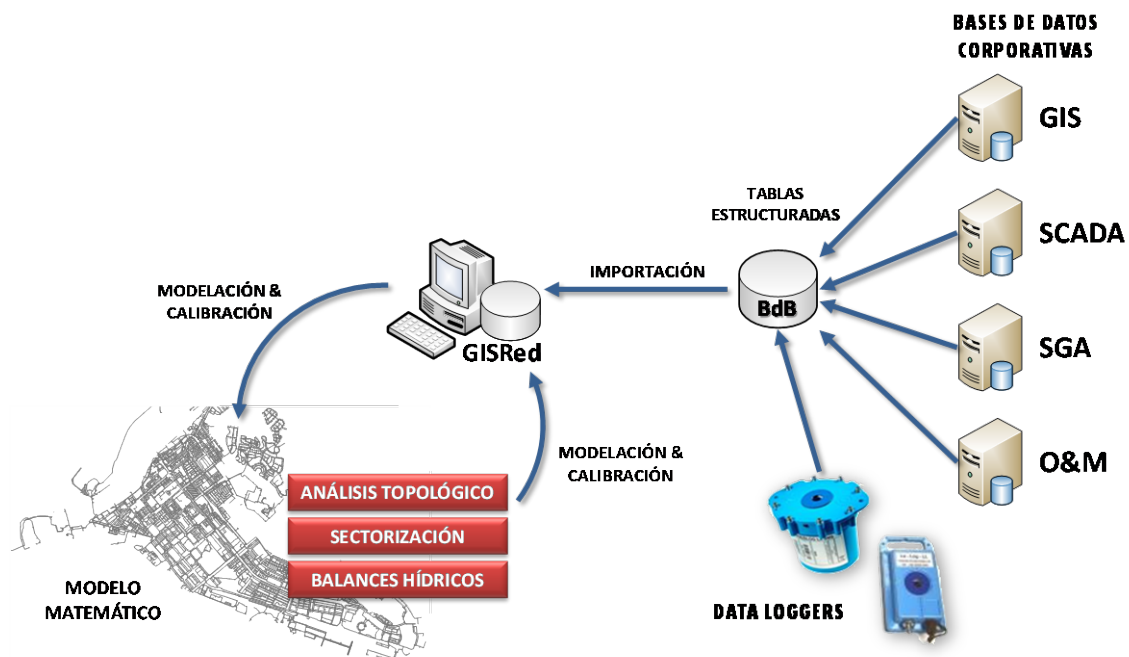 BASES DE DATOS
CORPORATIVAS
GIS
TABLAS
ESTRUCTURADAS
SCADA
IMPORTACIÓN
BdB
MODELACIÓN &
CALIBRACIÓN
GISRed
SGA
MODELACIÓN &
CALIBRACIÓN
O&M
ANÁLISIS TOPOLÓGICO
SECTORIZACIÓN
BALANCES HÍDRICOS
MODELO
MATEMÁTICO
DATA LOGGERS